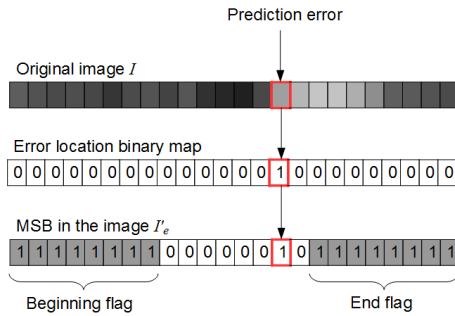 Prediction error
Original image I
Error location binary map
0 0 0 0 0 0 0 0 0 0 0 0 0 0 1 0 0 0 0 0 0 0 0 0
MSB in the image I'e
1 1 1 1 1 1 1 1 0 0 0 0 0 0 1 0 1 1 1 1 1 1 1 1
Beginning flag
End flag